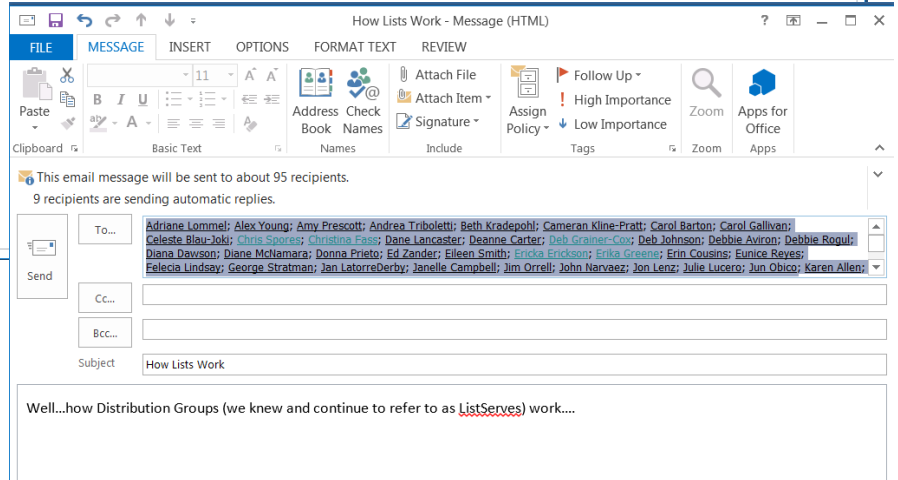 How Lists Work - Message (HTML)
FILE MESSAGE INSERT OPTIONS FORMAT TEXT REVIEW
Paste
Clipboard
11
B I U
Basic Text
Address Book
Check Names
Names
Attach File
Attach Item
Signature
Include
Assign Policy
Follow Up
High Importance
Low Importance
Tags
Zoom
Zoom
Apps for Office
Apps
This email message will be sent to about 95 recipients.
9 recipients are sending automatic replies.
Send
To...
Adriane Lommel; Alex Young; Amy Prescott; Andrea Triboletti; Beth Kradepohl; Cameran Kline-Pratt; Carol Barton; Carol Gallivan;
Celeste Blau-Joki; Chris Spores; Christina Fass; Dane Lancaster; Deanne Carter; Deb Grainer-Cox; Deb Johnson; Debbie Aviron; Debbie Rogul;
Diana Dawson; Diane McNamara; Donna Prieto; Ed Zander; Eileen Smith; Ericka Erickson; Erika Greene; Erin Cousins; Eunice Reyes;
Felecia Lindsay; George Stratman; Jan LatorreDerby; Janelle Campbell; Jim Orrell; John Narvaez; Jon Lenz; Julie Lucero; Jun Obico; Karen Allen;
Cc...
Bcc...
Subject How Lists Work
Well...how Distribution Groups (we knew and continue to refer to as ListServes) work....